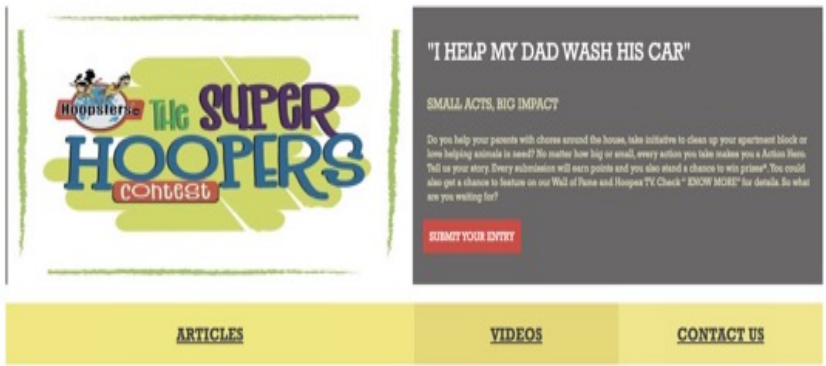 Hoopsters
THE SUPER
HOOPERS
CONTEST
"I HELP MY DAD WASH HIS CAR"
SMALL ACTS, BIG IMPACT
Do you help your parents with chores around the house, take initiative to clean up your apartment block or
love helping animals in need? No matter how big or small, every action you take makes you a Action Hero.
Tell us your story. Every submission will earn points and you also stand a chance to win prizes*. You could
also get a chance to feature on our Wall of Fame and Hoopsa TV. Check " KNOW MORE" for details. So what
are you waiting for?
SUBMIT YOUR ENTRY
ARTICLES
VIDEOS
CONTACT US